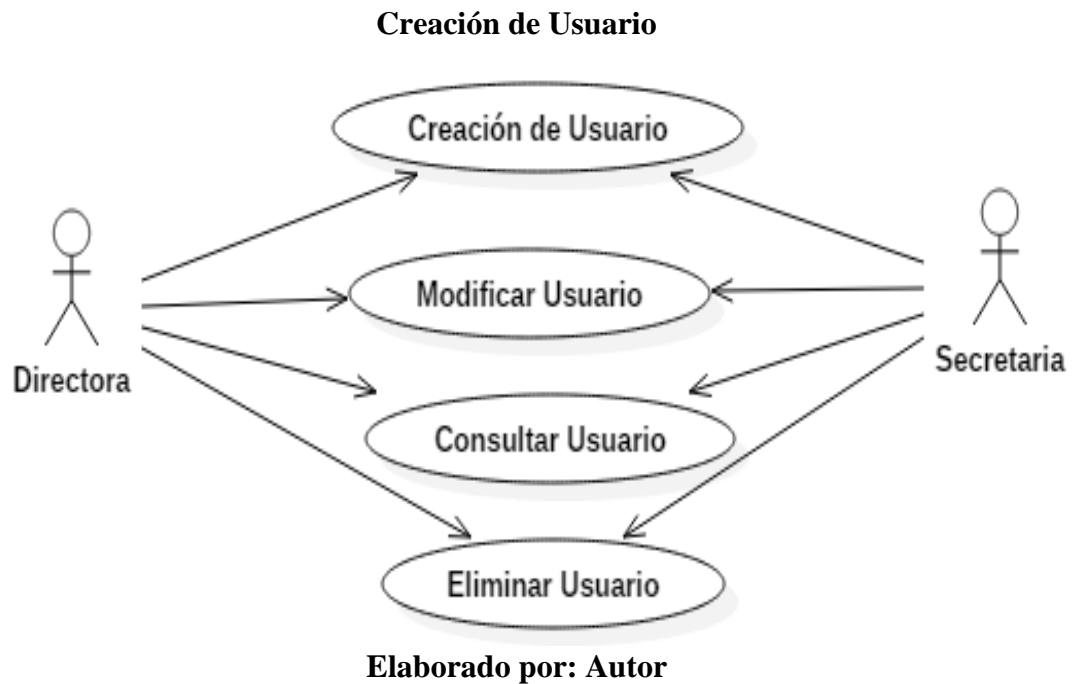 Creación de Usuario
Creación de Usuario
Modificar Usuario
Directora
Secretaria
Consultar Usuario
Eliminar Usuario
Elaborado por: Autor